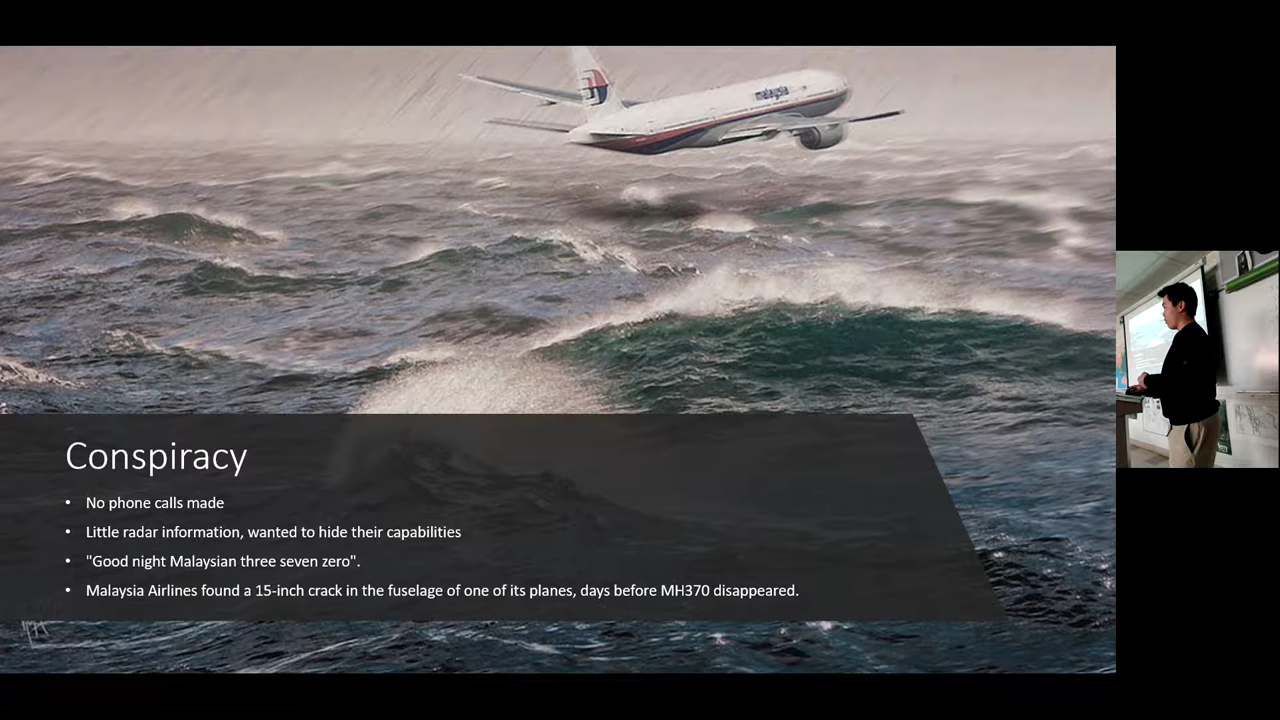 malaysia
Conspiracy
• No phone calls made
• Little radar information, wanted to hide their capabilities
• "Good night Malaysian three seven zero".
• Malaysia Airlines found a 15-inch crack in the fuselage of one of its planes, days before MH370 disappeared.